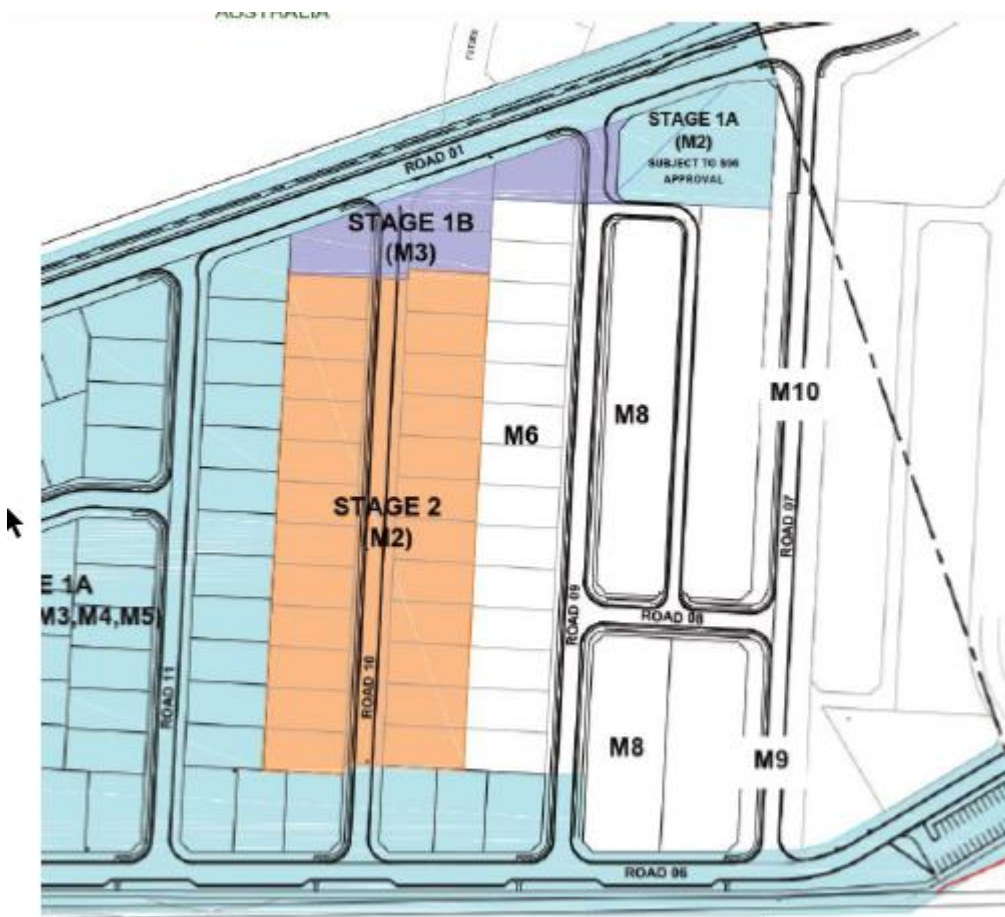 AUSTRALIA
ROAD 01
STAGE 1A
(M2)
SUBJECT TO S96
APPROVAL
STAGE 1B
(M3)
M10
M8
M6
STAGE 2
(M2)
ROAD 07
E 1A
M3,M4,M5)
ROAD 09
ROAD 08
ROAD 11
ROAD 10
M8
M9
ROAD 06